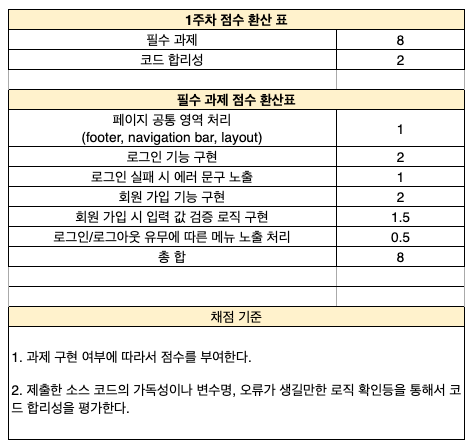 1주차 점수 환산 표
필수 과제 8
코드 합리성 2
필수 과제 점수 환산표
페이지 공통 영역 처리
(footer, navigation bar, layout) 1
로그인 기능 구현 2
로그인 실패 시 에러 문구 노출 1
회원 가입 기능 구현 2
회원 가입 시 입력 값 검증 로직 구현 1.5
로그인/로그아웃 유무에 따른 메뉴 노출 처리 0.5
총 합 8
채점 기준
1. 과제 구현 여부에 따라서 점수를 부여한다.
2. 제출한 소스 코드의 가독성이나 변수명, 오류가 생길만한 로직 확인등을 통해서 코
드 합리성을 평가한다.